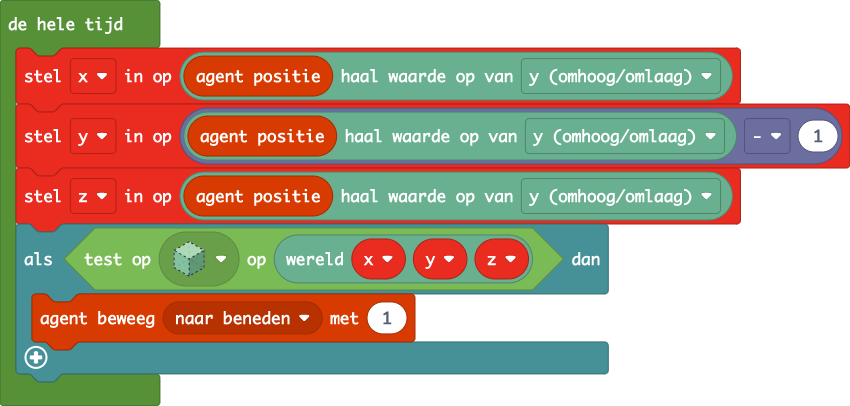 de hele tijd
stel x in op agent positie haal waarde op van y (omhoog/omlaag)
stel y in op agent positie haal waarde op van y (omhoog/omlaag) - 1
stel z in op agent positie haal waarde op van y (omhoog/omlaag)
als test op op wereld x y z dan
agent beweeg naar beneden met 1